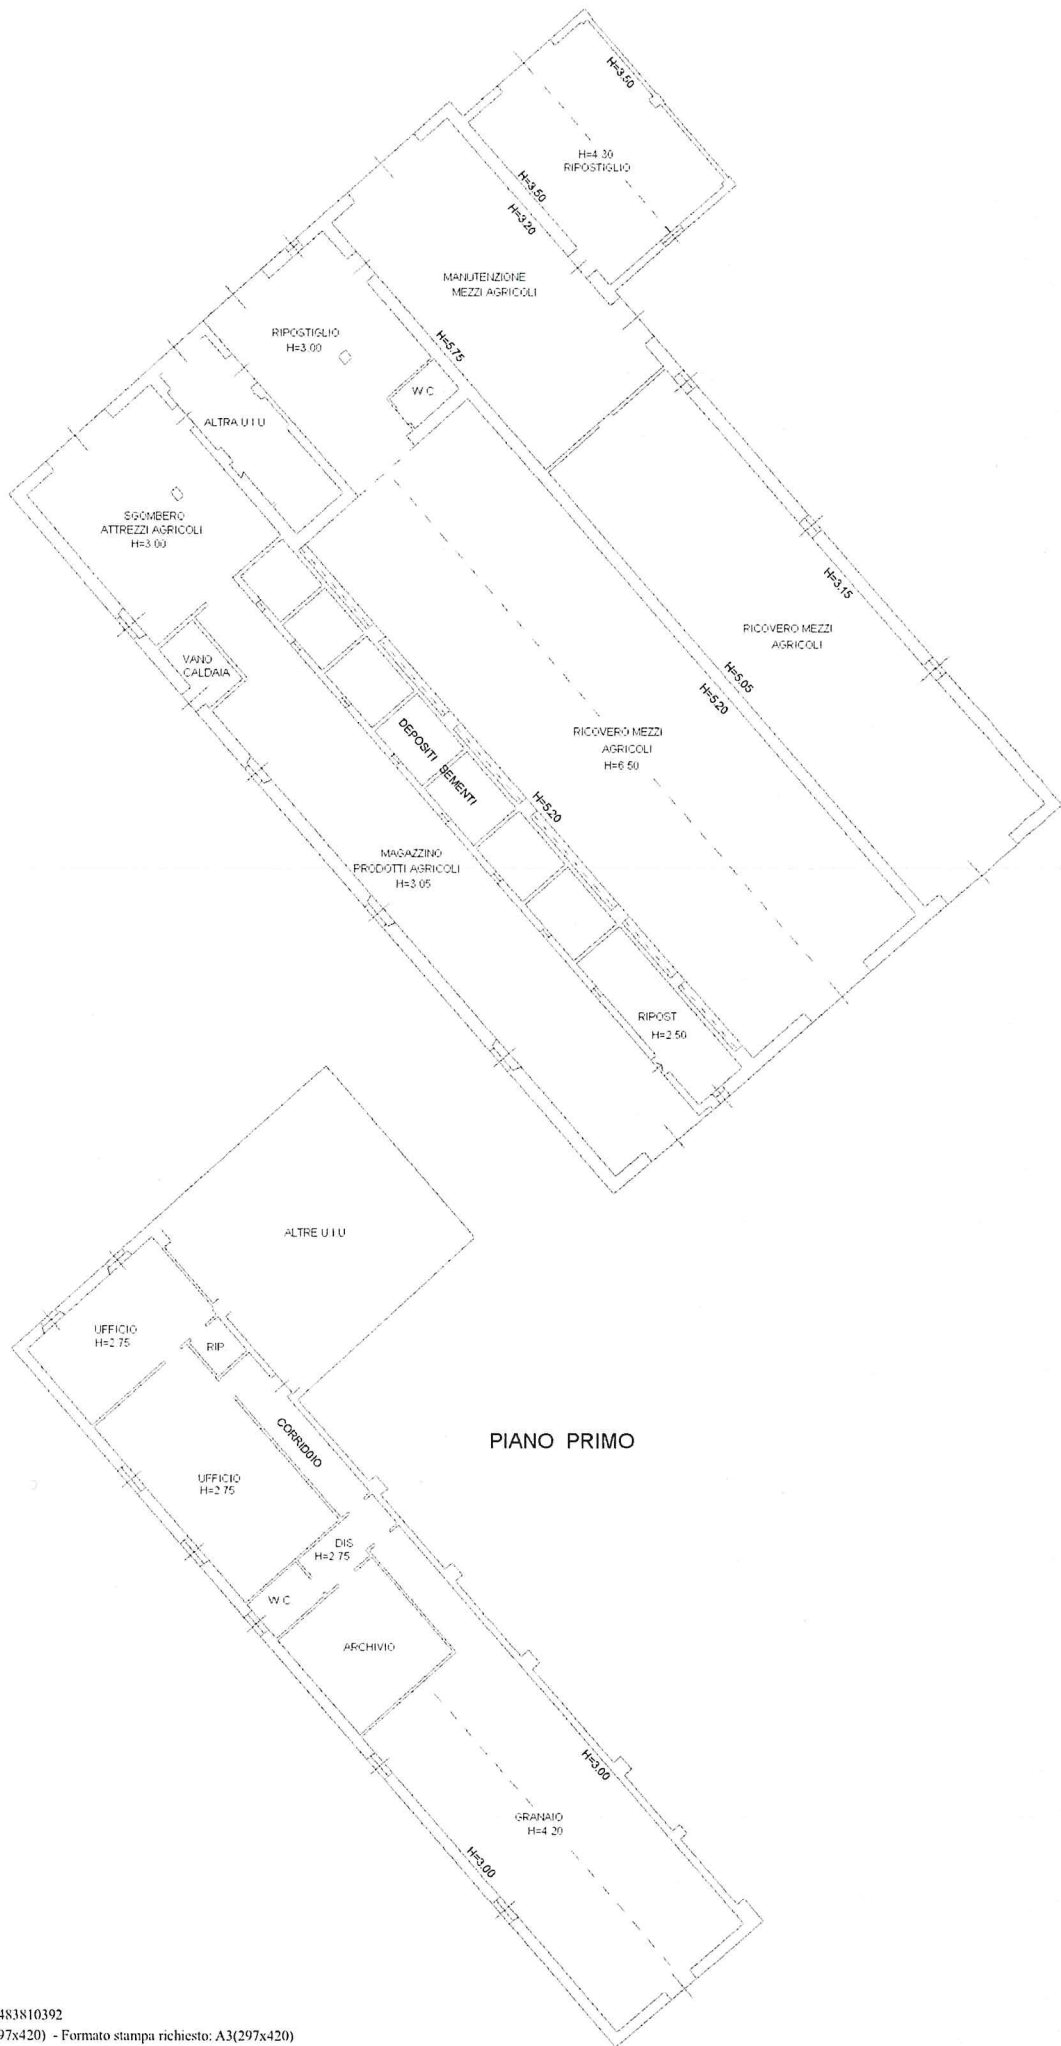 H=3.50
H=4.30
RIPOSTIGLIO
H=3.50
H=3.20
MANUTENZIONE
MEZZI AGRICOLI
RIPOSTIGLIO
H=3.00
H=5.75
W.C.
ALTRA U.I.U
SGOMBERO
ATTREZZI AGRICOLI
H=3.00
H=3.15
RICOVERO MEZZI
AGRICOLI
VANO
CALDAIA
H=5.05
H=5.20
DEPOSITI SEMENTI
RICOVERO MEZZI
AGRICOLI
H=6.50
H=5.20
MAGAZZINO
PRODOTTI AGRICOLI
H=3.05
RIPOST
H=2.50
ALTRE U.I.U
UFFICIO
H=2.75
RIP
CORRIDOIO
PIANO PRIMO
UFFICIO
H=2.75
DIS
H=2.75
W.C.
ARCHIVIO
H=3.00
GRANAIO
H=4.20
H=3.00
483810392
97x420) - Formato stampa richiesto: A3(297x420)